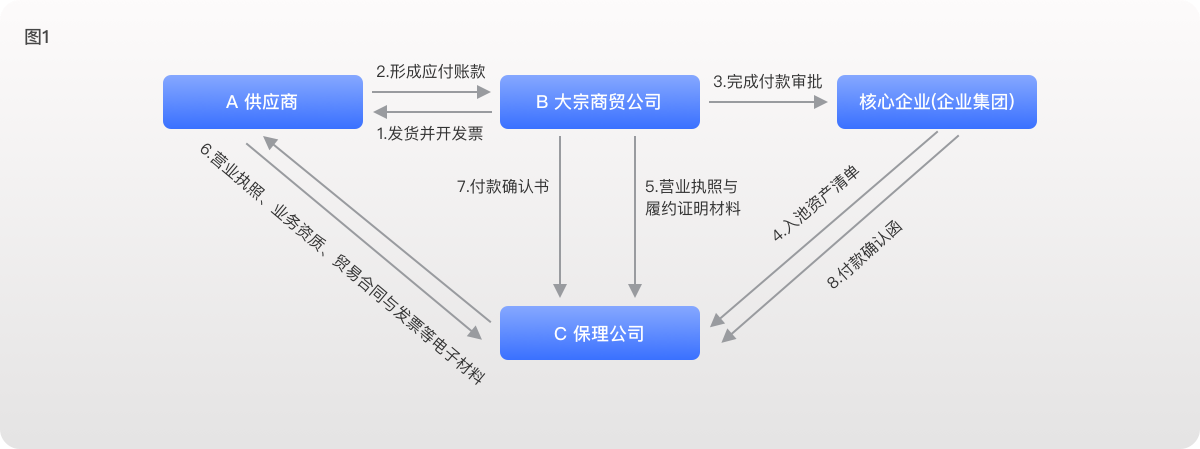 图1
2.形成应付账款
3.完成付款审批
A 供应商
B 大宗商贸公司
核心企业(企业集团)
1.发货并开发票
6.营业执照、业务资质、贸易合同与发票等电子材料
7.付款确认书
5.营业执照与
履约证明材料
4.入池资产清单
8.付款确认函
C 保理公司